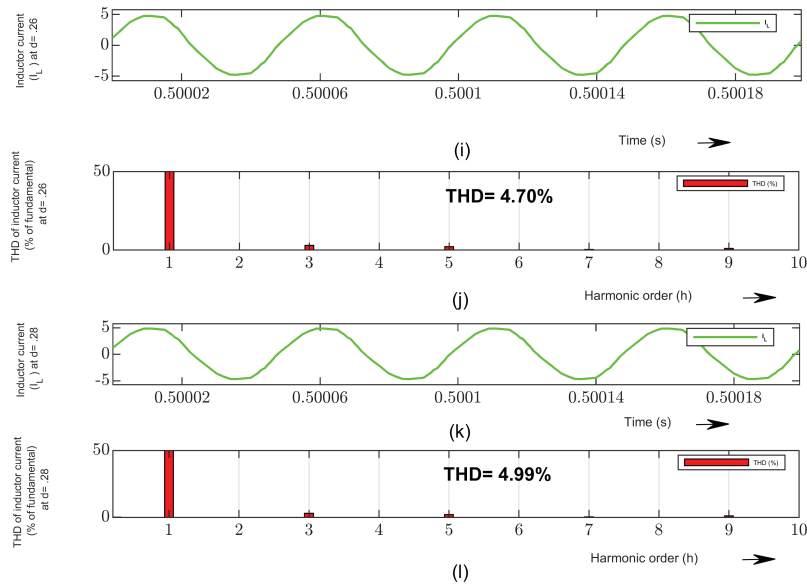 Inductor current
(I_L ) at d= .26
5
0
-5
I_L
0.50002 0.50006 0.5001 0.50014 0.50018
Time (s)
(i)
THD of inductor current
(% of fundamental)
at d= .26
50
0
THD= 4.70%
THD (%)
1 2 3 4 5 6 7 8 9 10
Harmonic order (h)
(j)
Inductor current
(I_L ) at d= .28
5
0
-5
I_L
0.50002 0.50006 0.5001 0.50014 0.50018
Time (s)
(k)
THD of inductor current
(% of fundamental)
at d= .28
50
0
THD= 4.99%
THD (%)
1 2 3 4 5 6 7 8 9 10
Harmonic order (h)
(l)